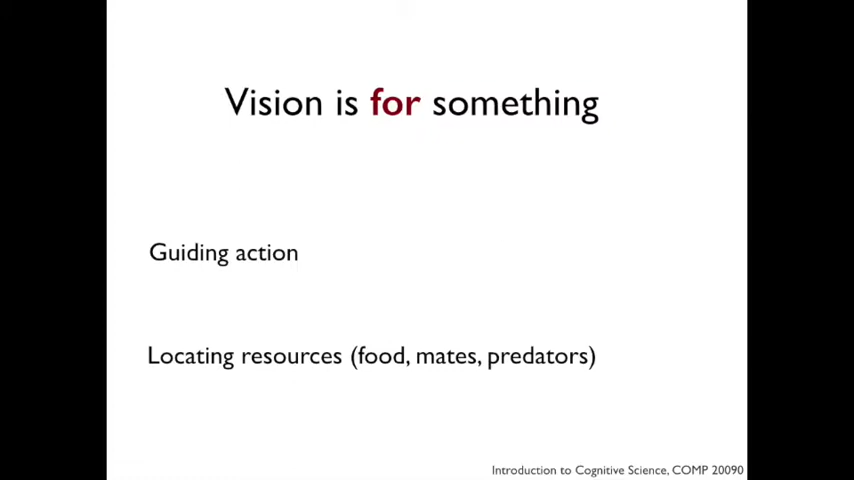 Vision is for something
Guiding action
Locating resources (food, mates, predators)
Introduction to Cognitive Science, COMP 20090